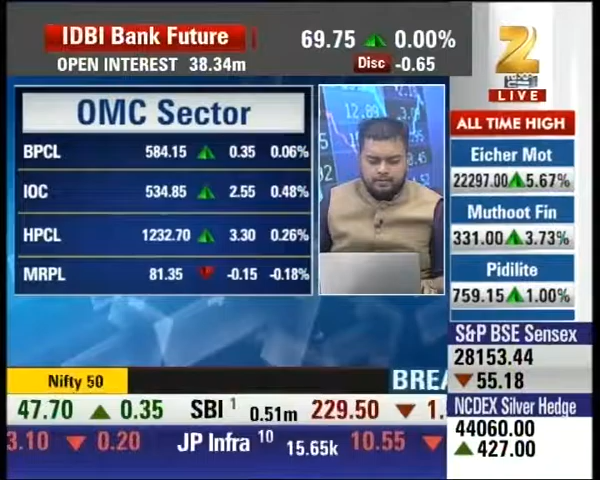 IDBI Bank Future
69.75 0.00%
OPEN INTEREST 38.34m
Disc -0.65
LIVE
OMC Sector
BPCL 584.15 0.35 0.06%
IOC 534.85 2.55 0.48%
HPCL 1232.70 3.30 0.26%
MRPL 81.35 -0.15 -0.18%
ALL TIME HIGH
Eicher Mot
22297.00 5.67%
Muthoot Fin
331.00 3.73%
Pidilite
759.15 1.00%
S&P BSE Sensex
28153.44
55.18
NCDEX Silver Hedge
44060.00
427.00
Nifty 50
BREA
47.70 0.35 SBI 1 0.51m 229.50 1.
3.10 0.20 JP Infra 10 15.65k 10.55